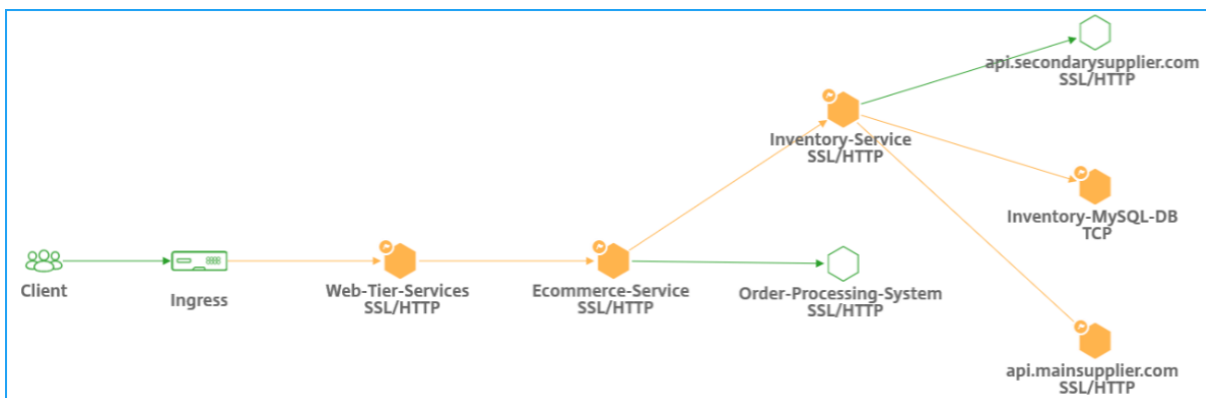 api.secondarysupplier.com
SSL/HTTP
Inventory-Service
SSL/HTTP
Inventory-MySQL-DB
TCP
Client
Ingress
Web-Tier-Services
SSL/HTTP
Ecommerce-Service
SSL/HTTP
Order-Processing-System
SSL/HTTP
api.mainsupplier.com
SSL/HTTP